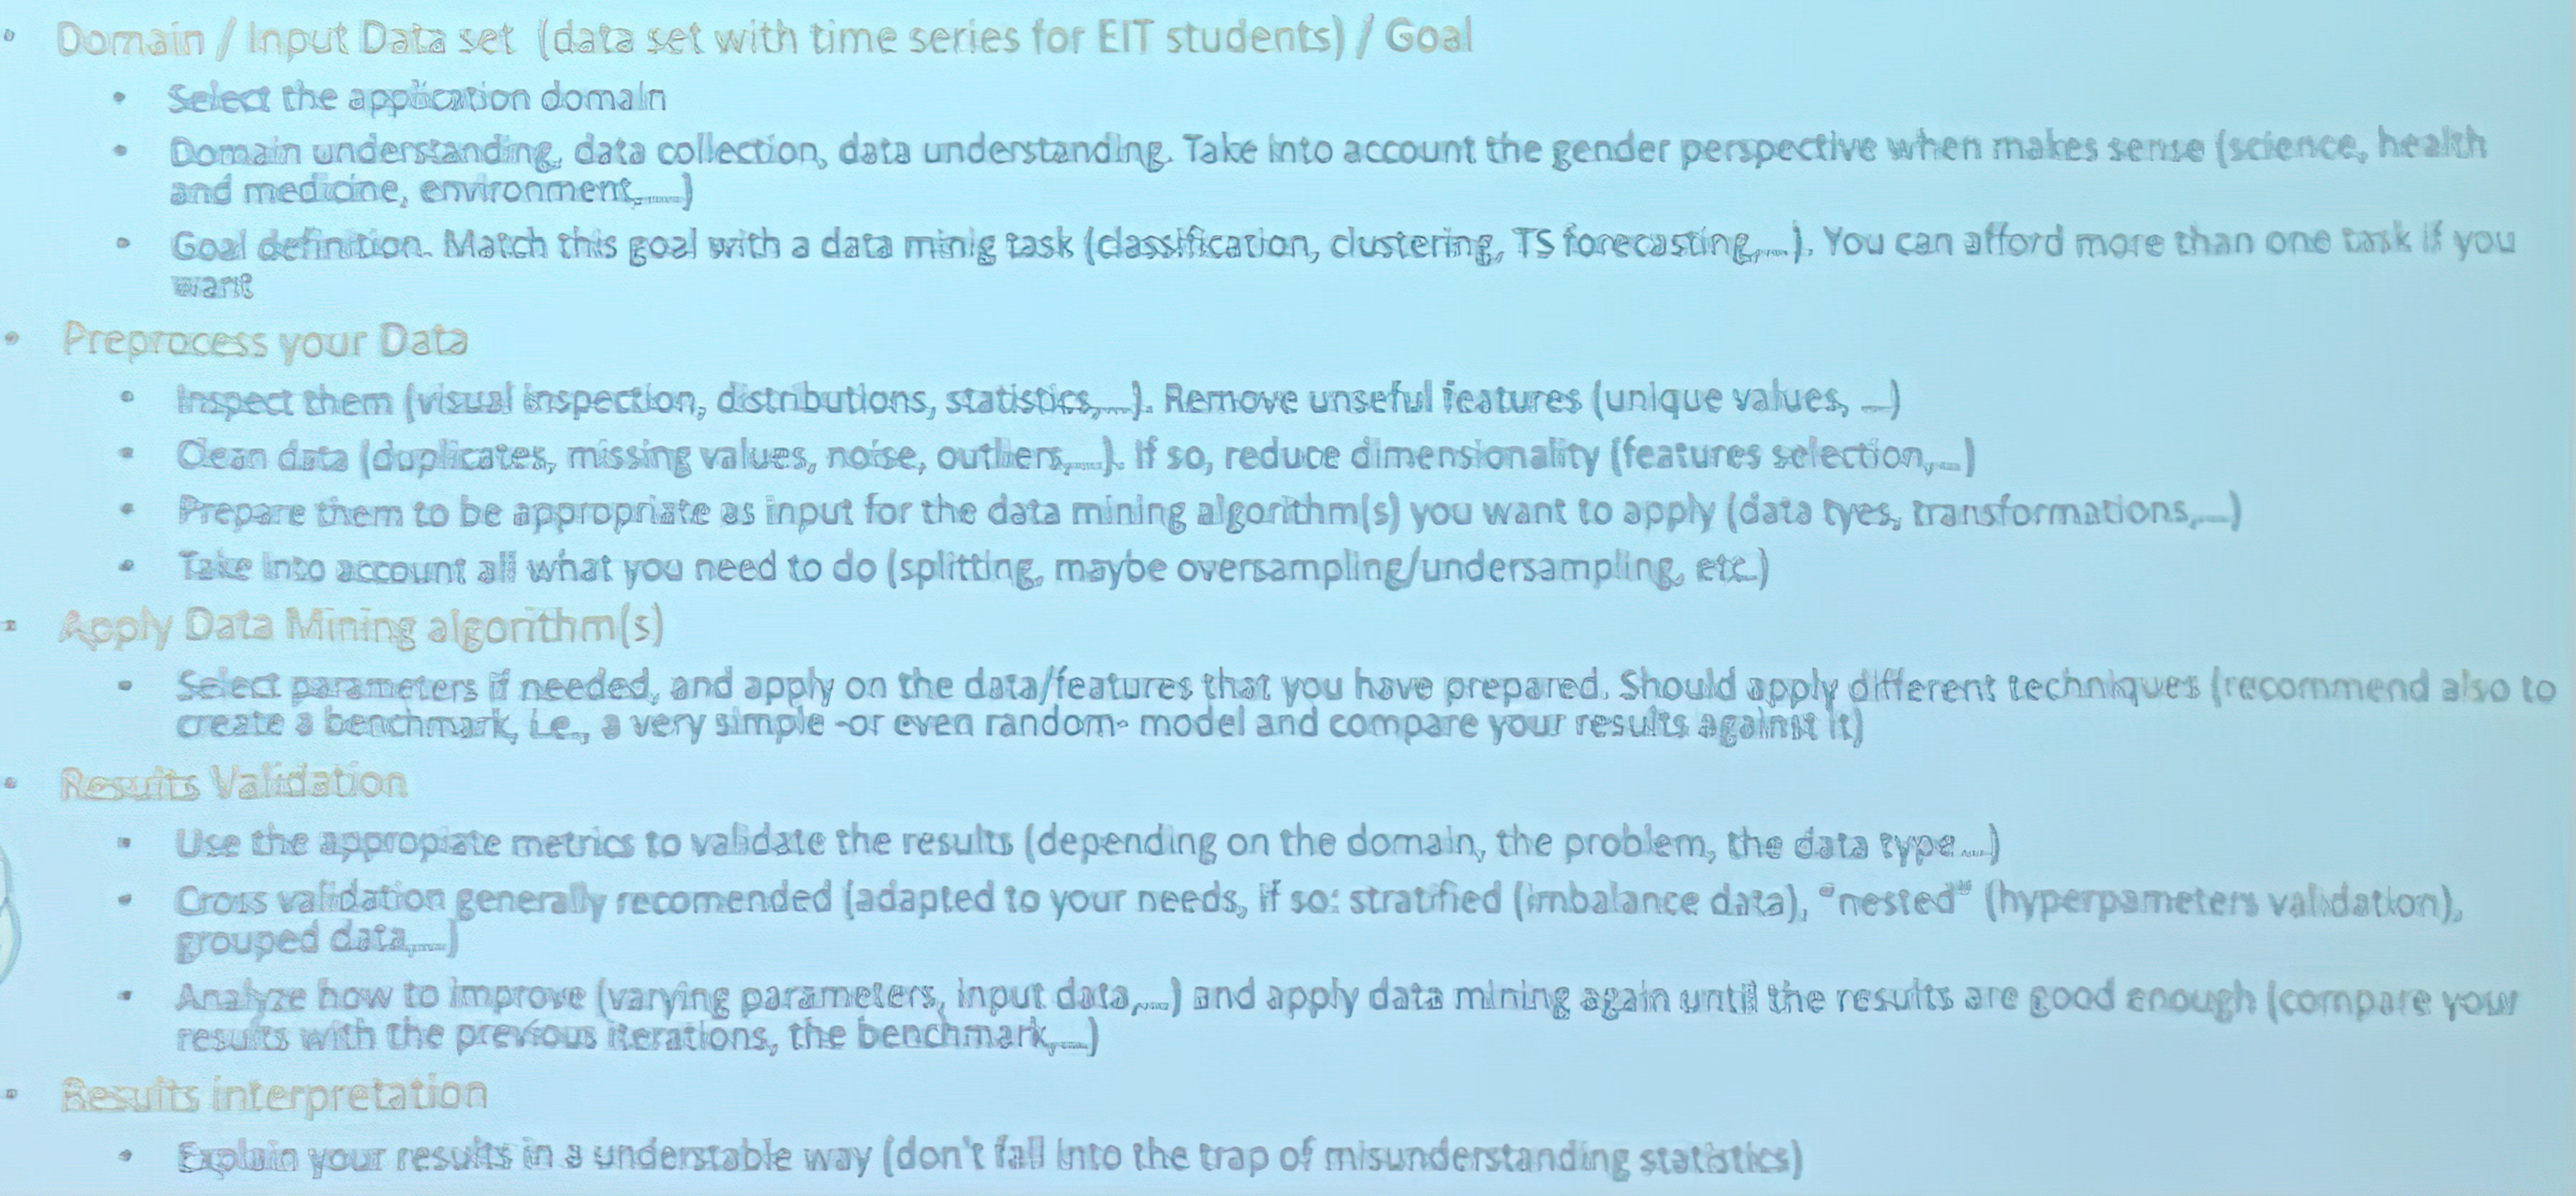 • Domain / Input Data set (data set with time series for EIT students) / Goal
• Select the application domain
• Domain understanding, data collection, data understanding. Take into account the gender perspective when makes sense (science, health
and medicine, environment,....)
• Goal definition. Match this goal with a data minig task (classification, clustering, TS forecasting,...). You can afford more than one task if you
want
• Preprocess your Data
• Inspect them (visual inspection, distributions, statistics,...). Remove unseful features (unique values, ...)
• Clean data (duplicates, missing values, noise, outliers,...). If so, reduce dimensionality (features selection,...)
• Prepare them to be appropriate as input for the data mining algorithm(s) you want to apply (data tyes, transformations,...)
• Take into account all what you need to do (splitting, maybe oversampling/undersampling, etc.)
• Apply Data Mining algorithm(s)
• Select parameters if needed, and apply on the data/features that you have prepared. Should apply different techniques (recommend also to
create a benchmark, i.e., a very simple -or even random- model and compare your results against it)
• Results Validation
• Use the appropiate metrics to validate the results (depending on the domain, the problem, the data type...)
• Cross validation generally recomended (adapted to your needs, if so: stratified (imbalance data), "nested" (hyperpameters validation),
grouped data,...)
• Analyze how to improve (varying parameters, input data,...) and apply data mining again until the results are good enough (compare your
results with the previous iterations, the benchmark,...)
• Results interpretation
• Explain your results in a understable way (don't fall into the trap of misunderstanding statistics)